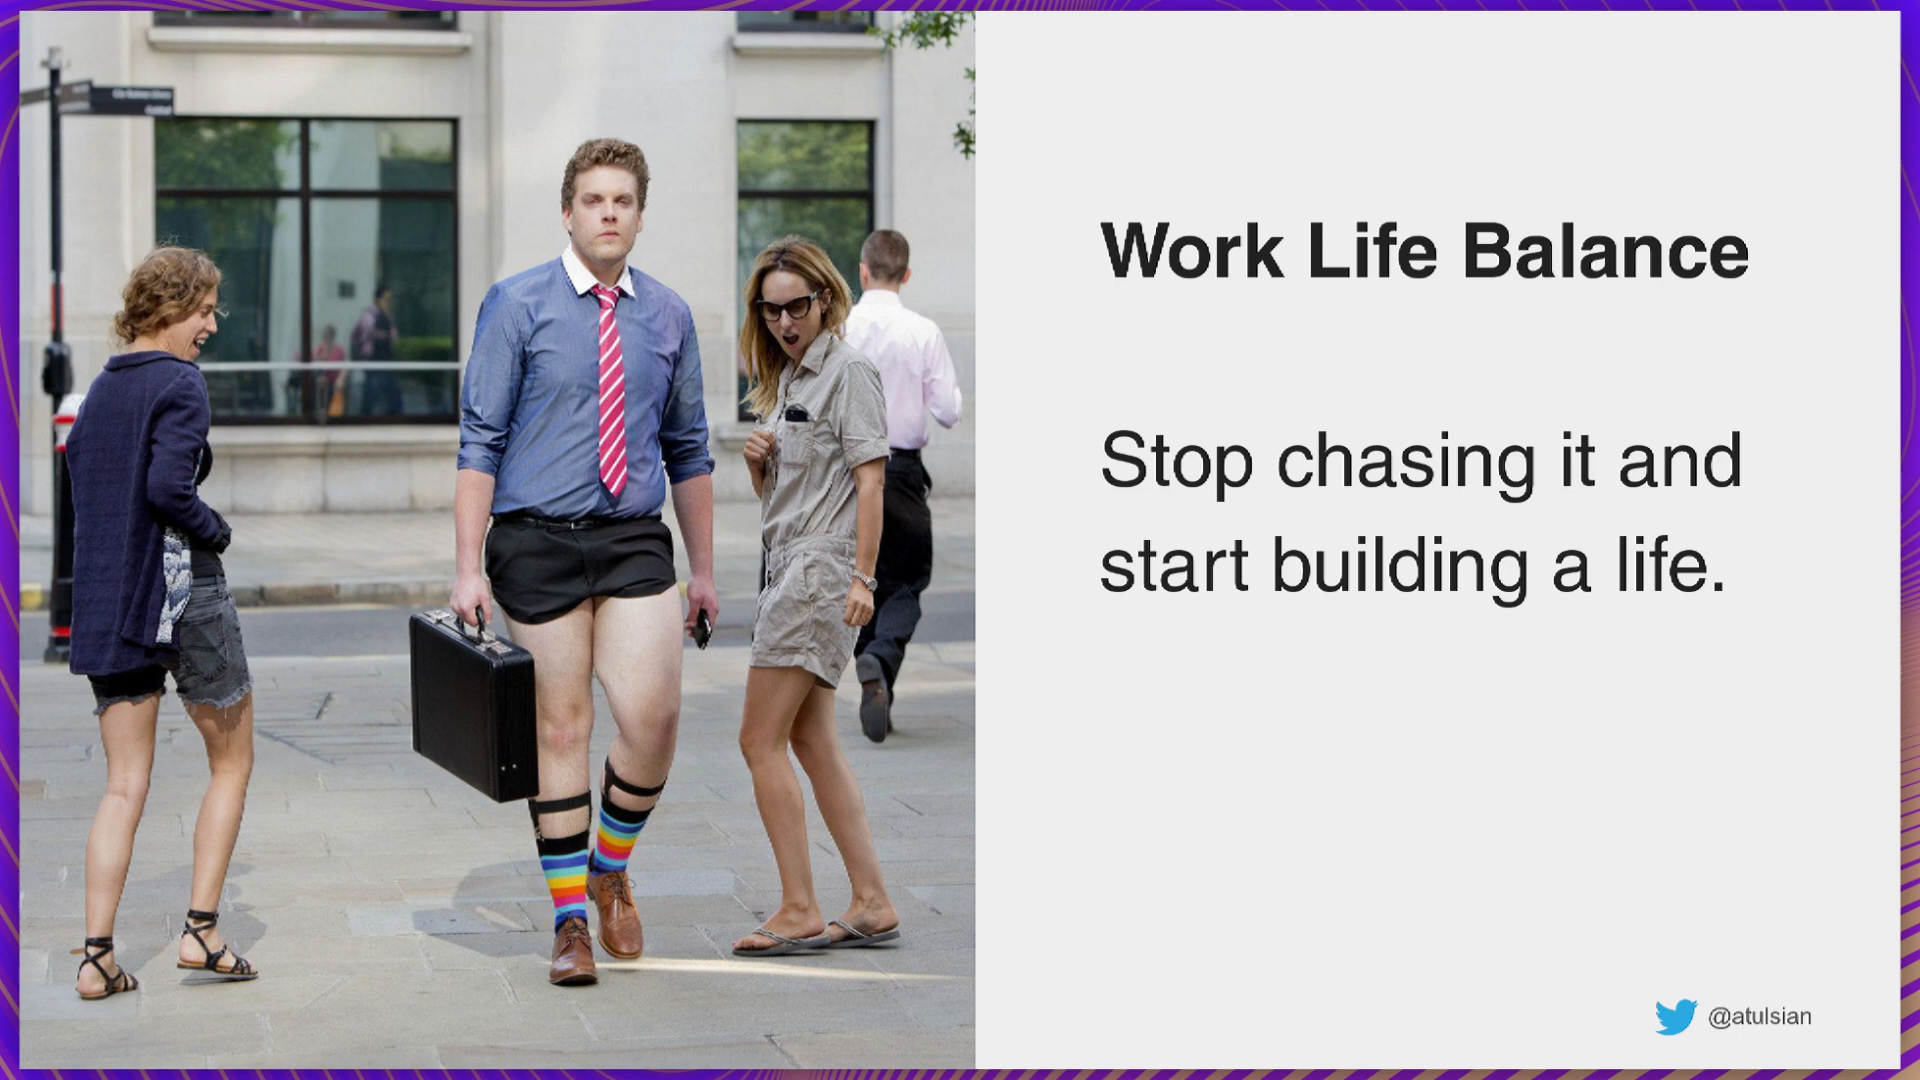 Work Life Balance
Stop chasing it and
start building a life.
@atulsian